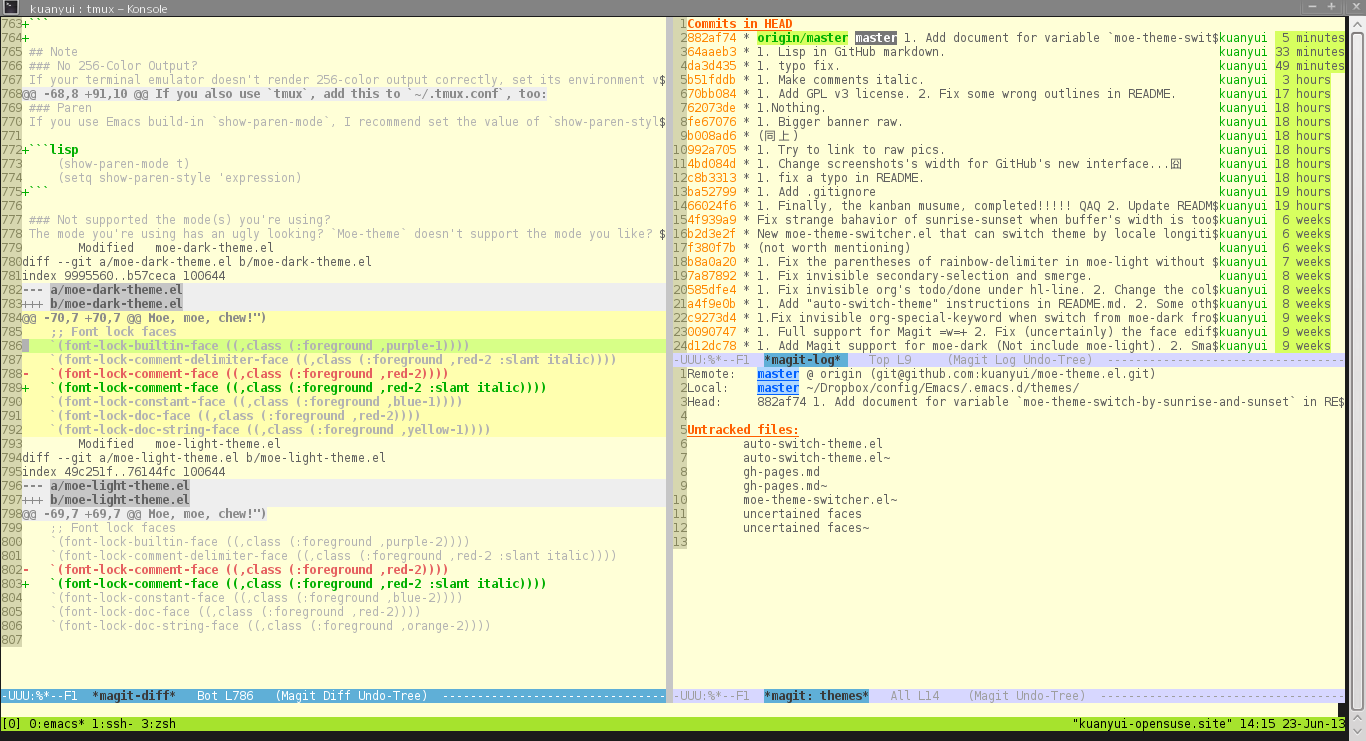 kuanyui : tmux – Konsole
763+```
764+
765 ## Note
766 ### No 256-Color Output?
767 If your terminal emulator doesn't render 256-color output correctly, set its environment v$
768@@ -68,8 +91,10 @@ If you also use `tmux`, add this to `~/.tmux.conf`, too:
769 ### Paren
770 If you use Emacs build-in `show-paren-mode`, I recommend set the value of `show-paren-styl$
771
772+```lisp
773     (show-paren-mode t)
774     (setq show-paren-style 'expression)
775+```
776
777 ### Not supported the mode(s) you're using?
778 The mode you're using has an ugly looking? `Moe-theme` doesn't support the mode you like? $
779        Modified   moe-dark-theme.el
780diff --git a/moe-dark-theme.el b/moe-dark-theme.el
781index 9995560..b57ceca 100644
782--- a/moe-dark-theme.el
783+++ b/moe-dark-theme.el
784@@ -70,7 +70,7 @@ Moe, moe, chew!")
785    ;; Font lock faces
786    `(font-lock-builtin-face ((,class (:foreground ,purple-1))))
787    `(font-lock-comment-delimiter-face ((,class (:foreground ,red-2 :slant italic))))
788-   `(font-lock-comment-face ((,class (:foreground ,red-2))))
789+   `(font-lock-comment-face ((,class (:foreground ,red-2 :slant italic))))
790    `(font-lock-constant-face ((,class (:foreground ,blue-1))))
791    `(font-lock-doc-face ((,class (:foreground ,red-2))))
792    `(font-lock-doc-string-face ((,class (:foreground ,yellow-1))))
793        Modified   moe-light-theme.el
794diff --git a/moe-light-theme.el b/moe-light-theme.el
795index 49c251f..76144fc 100644
796--- a/moe-light-theme.el
797+++ b/moe-light-theme.el
798@@ -69,7 +69,7 @@ Moe, moe, chew!")
799    ;; Font lock faces
800    `(font-lock-builtin-face ((,class (:foreground ,purple-2))))
801    `(font-lock-comment-delimiter-face ((,class (:foreground ,red-2 :slant italic))))
802-   `(font-lock-comment-face ((,class (:foreground ,red-2))))
803+   `(font-lock-comment-face ((,class (:foreground ,red-2 :slant italic))))
804    `(font-lock-constant-face ((,class (:foreground ,blue-2))))
805    `(font-lock-doc-face ((,class (:foreground ,red-2))))
806    `(font-lock-doc-string-face ((,class (:foreground ,orange-2))))
807
-UUU:%*--F1  *magit-diff*   Bot L786   (Magit Diff Undo-Tree)  --------------------------------
1Commits in HEAD
2882af74 * origin/master master 1. Add document for variable `moe-theme-swit$kuanyui  5 minutes
364aaeb3 * 1. Lisp in GitHub markdown. kuanyui 33 minutes
4da3d435 * 1. typo fix. kuanyui 49 minutes
5b51fddb * 1. Make comments italic. kuanyui  3 hours
670bb084 * 1. Add GPL v3 license. 2. Fix some wrong outlines in README. kuanyui 17 hours
762073de * 1.Nothing. kuanyui 18 hours
8fe67076 * 1. Bigger banner raw. kuanyui 18 hours
9b008ad6 * (同上) kuanyui 18 hours
10992a705 * 1. Try to link to raw pics. kuanyui 18 hours
114bd084d * 1. Change screenshots's width for GitHub's new interface...囧 kuanyui 18 hours
12c8b3313 * 1. fix a typo in README. kuanyui 18 hours
13ba52799 * 1. Add .gitignore kuanyui 19 hours
1466024f6 * 1. Finally, the kanban musume, completed!!!!! QAQ 2. Update READM$kuanyui 19 hours
154f939a9 * Fix strange bahavior of sunrise-sunset when buffer's width is too$kuanyui  6 weeks
16b2d3e2f * New moe-theme-switcher.el that can switch theme by locale longiti$kuanyui  6 weeks
17f380f7b * (not worth mentioning) kuanyui  6 weeks
18b8a0a20 * 1. Fix the parentheses of rainbow-delimiter in moe-light without $kuanyui  7 weeks
197a87892 * 1. Fix invisible secondary-selection and smerge. kuanyui  8 weeks
20585dfe4 * 1. Fix invisible org's todo/done under hl-line. 2. Change the col$kuanyui  8 weeks
21a4f9e0b * 1. Add "auto-switch-theme" instructions in README.md. 2. Some oth$kuanyui  8 weeks
22c9273d4 * 1.Fix invisible org-special-keyword when switch from moe-dark fro$kuanyui  8 weeks
230090747 * 1. Full support for Magit =w=+ 2. Fix (uncertainly) the face edif$kuanyui  9 weeks
24d12dc78 * 1. Add Magit support for moe-dark (Not include moe-light). 2. Sma$kuanyui  9 weeks
-UUU:%*--F1  *magit-log*   Top L9     (Magit Log Undo-Tree)  ----------------------------------
1Remote:   master @ origin (git@github.com:kuanyui/moe-theme.el.git)
2Local:    master ~/Dropbox/config/Emacs/.emacs.d/themes/
3Head:     882af74 1. Add document for variable `moe-theme-switch-by-sunrise-and-sunset` in RE$
4
5Untracked files:
6        auto-switch-theme.el
7        auto-switch-theme.el~
8        gh-pages.md
9        gh-pages.md~
10        moe-theme-switcher.el~
11        uncertained faces
12        uncertained faces~
13
-UUU:%*--F1  *magit: themes*   All L14    (Magit Undo-Tree)  -----------------------------------
[0] 0:emacs* 1:ssh- 3:zsh "kuanyui-opensuse.site" 14:15 23-Jun-13